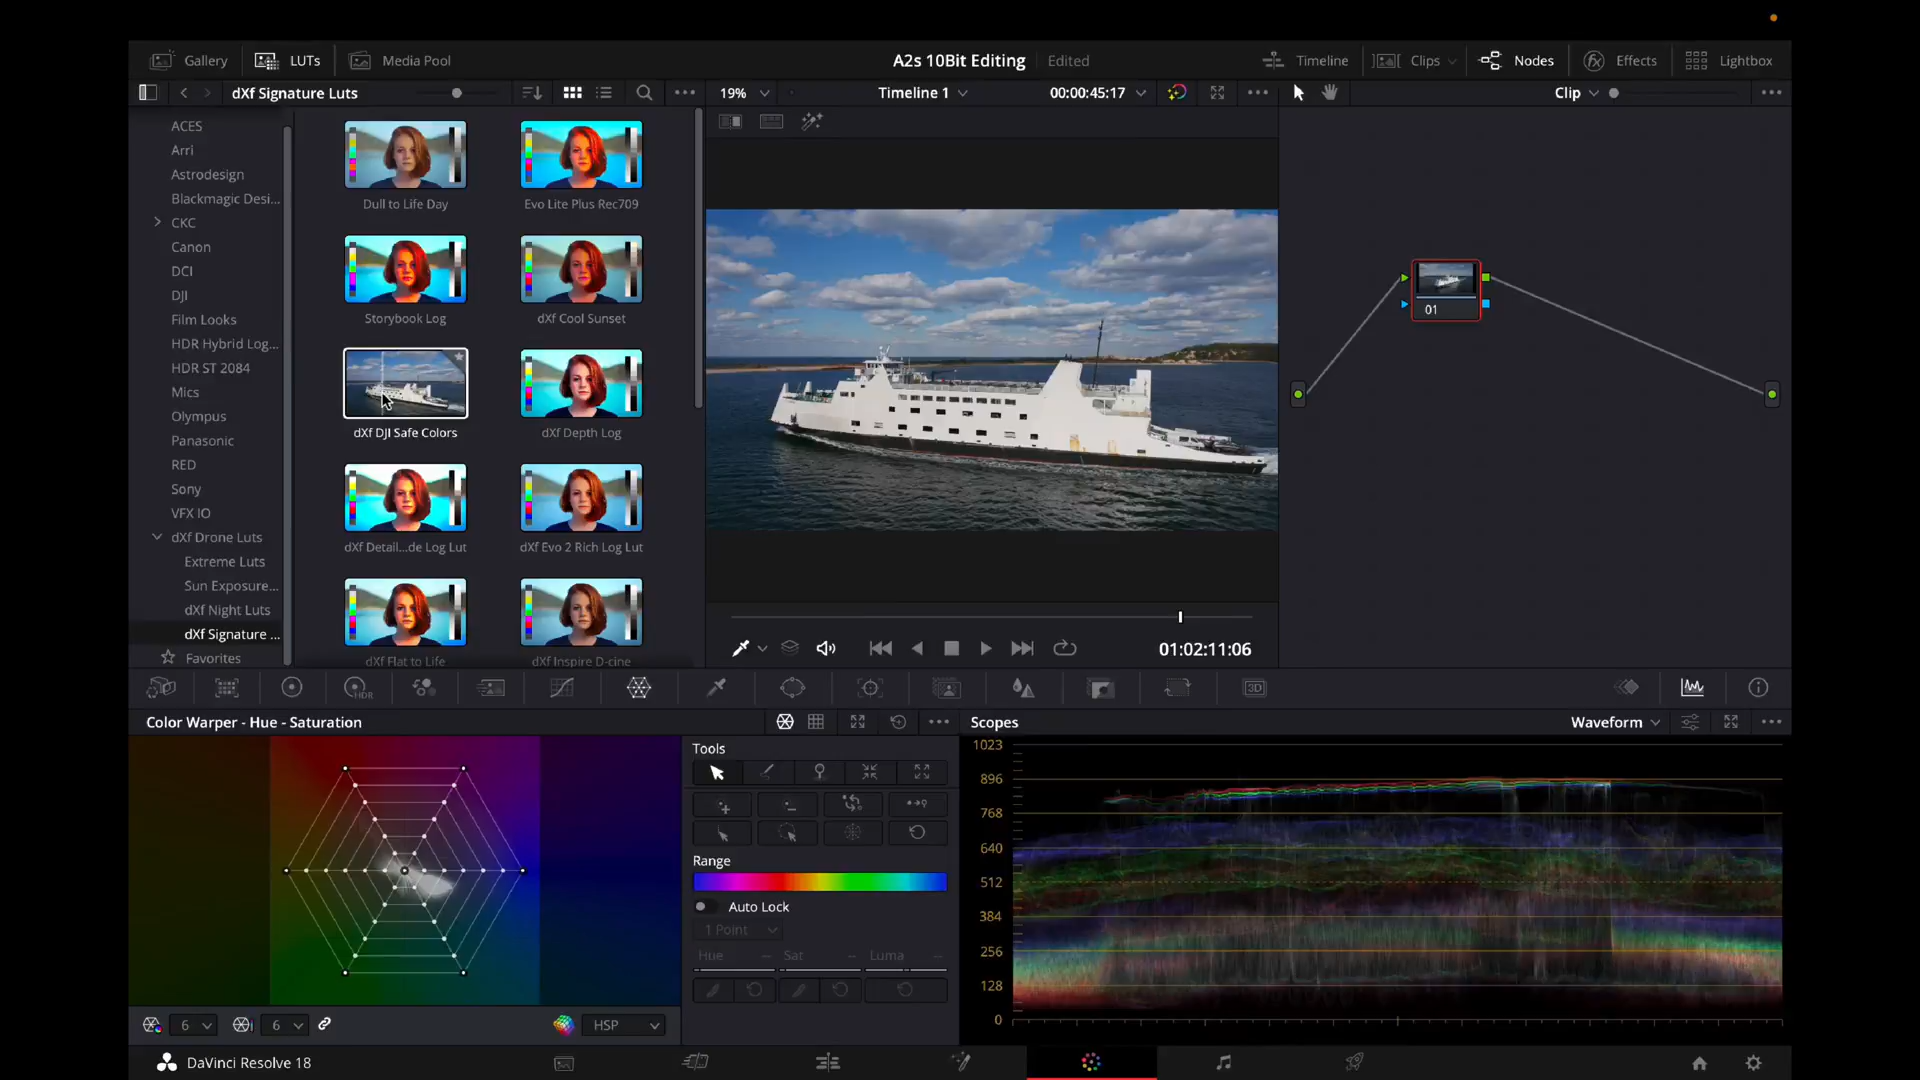 Gallery LUTs Media Pool A2s 10Bit Editing Edited Timeline Clips Nodes Effects Lightbox
dXf Signature Luts 19% Timeline 1 00:00:45:17 Clip
ACES
Arri
Astrodesign
Blackmagic Desi...
CKC
Canon
DCI
DJI
Film Looks
HDR Hybrid Log...
HDR ST 2084
Mics
Olympus
Panasonic
RED
Sony
VFX IO
dXf Drone Luts
Extreme Luts
Sun Exposure...
dXf Night Luts
dXf Signature ...
Favorites
Dull to Life Day Evo Lite Plus Rec709
Storybook Log dXf Cool Sunset
dXf DJI Safe Colors dXf Depth Log
dXf Detail...de Log Lut dXf Evo 2 Rich Log Lut
dXf Flat to Life dXf Inspire D-cine
01
01:02:11:06
HDR
3D
Color Warper - Hue - Saturation
Tools
Range
Auto Lock
1 Point
Hue -- Sat -- Luma --
6 6 HSP
Scopes Waveform
1023
896
768
640
512
384
256
128
0
DaVinci Resolve 18